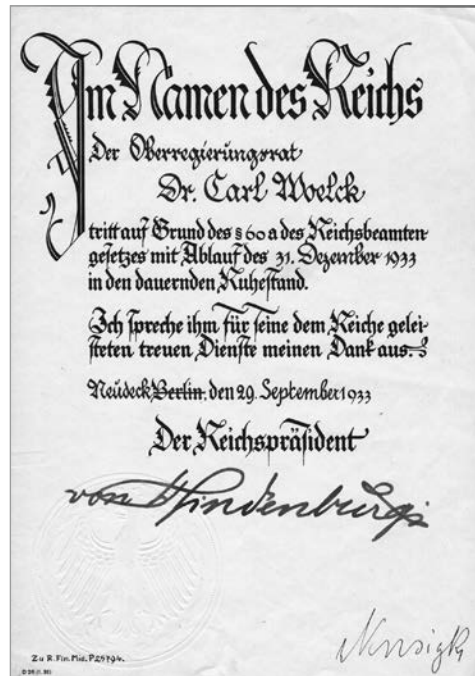 Im Namen des Reichs
Der Oberregierungsrat
Dr. Carl Woelck
tritt auf Grund des § 60 a des Reichsbeamten
gesetzes mit Ablauf des 31. Dezember 1933
in den dauernden Ruhestand.
Ich spreche ihm für seine dem Reiche gelei-
steten treuen Dienste meinen Dank aus.
Neudeck, Berlin, den 29. September 1933
Der Reichspräsident
von Hindenburg
Zu R.Fin.Min. P25794.